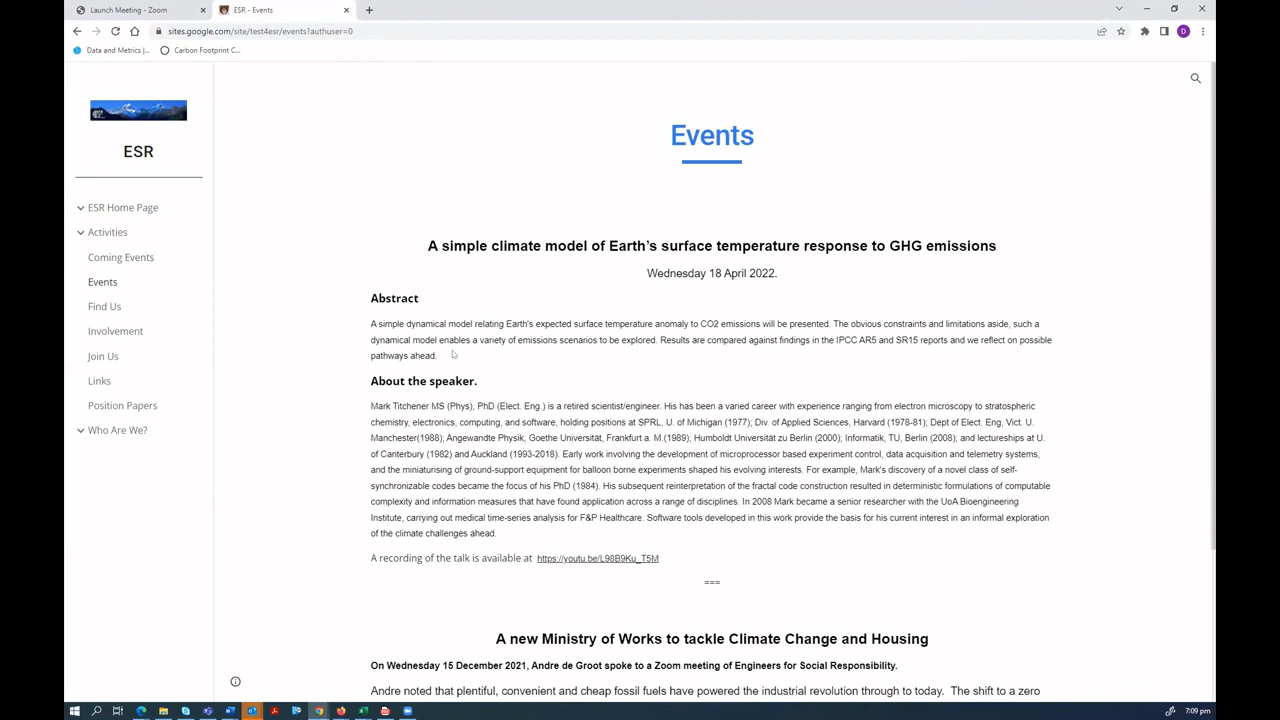 Launch Meeting - Zoom
ESR - Events
sites.google.com/site/test4esr/events?authuser=0
D
Data and Metrics |...
Carbon Footprint C...
ESR
ESR Home Page
Activities
Coming Events
Events
Find Us
Involvement
Join Us
Links
Position Papers
Who Are We?
Events
A simple climate model of Earth's surface temperature response to GHG emissions
Wednesday 18 April 2022.
Abstract
A simple dynamical model relating Earth's expected surface temperature anomaly to CO2 emissions will be presented. The obvious constraints and limitations aside, such a
dynamical model enables a variety of emissions scenarios to be explored. Results are compared against findings in the IPCC AR5 and SR15 reports and we reflect on possible
pathways ahead.
About the speaker.
Mark Titchener MS (Phys), PhD (Elect. Eng.) is a retired scientist/engineer. His has been a varied career with experience ranging from electron microscopy to stratospheric
chemistry, electronics, computing, and software, holding positions at SPRL, U. of Michigan (1977); Div. of Applied Sciences, Harvard (1978-81); Dept of Elect. Eng, Vict. U.
Manchester(1988); Angewandte Physik, Goethe Universität, Frankfurt a. M.(1989); Humboldt Universität zu Berlin (2000); Informatik, TU, Berlin (2008); and lectureships at U.
of Canterbury (1982) and Auckland (1993-2018). Early work involving the development of microprocessor based experiment control, data acquisition and telemetry systems,
and the miniaturising of ground-support equipment for balloon borne experiments shaped his evolving interests. For example, Mark's discovery of a novel class of self-
synchronizable codes became the focus of his PhD (1984). His subsequent reinterpretation of the fractal code construction resulted in deterministic formulations of computable
complexity and information measures that have found application across a range of disciplines. In 2008 Mark became a senior researcher with the UoA Bioengineering
Institute, carrying out medical time-series analysis for F&P Healthcare. Software tools developed in this work provide the basis for his current interest in an informal exploration
of the climate challenges ahead.
A recording of the talk is available at https://youtu.be/L98B9Ku_T5M
===
A new Ministry of Works to tackle Climate Change and Housing
On Wednesday 15 December 2021, Andre de Groot spoke to a Zoom meeting of Engineers for Social Responsibility.
Andre noted that plentiful, convenient and cheap fossil fuels have powered the industrial revolution through to today. The shift to a zero
7:09 pm